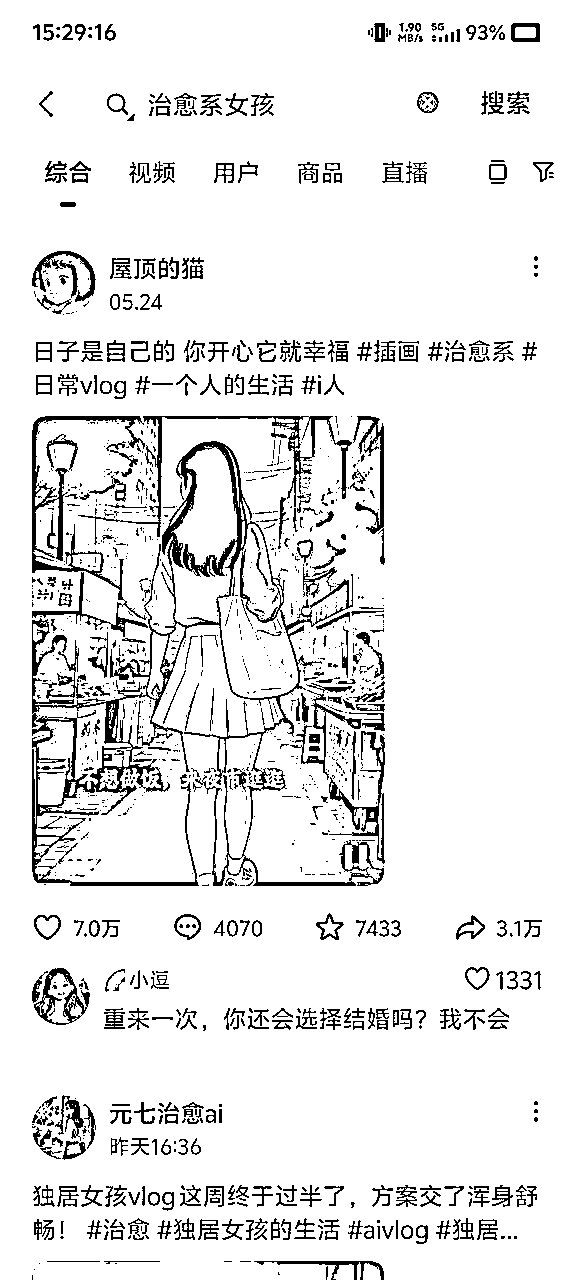 15:29:16
1.90 MB/s 5G 93%
治愈系女孩 搜索
综合 视频 用户 商品 直播
屋顶的猫
05.24
日子是自己的 你开心它就幸福 #插画 #治愈系 #
日常vlog #一个人的生活 #i人
不想做饭，来夜市逛逛
7.0万 4070 7433 3.1万
小逗 1331
重来一次，你还会选择结婚吗？我不会
元七治愈ai
昨天16:36
独居女孩vlog这周终于过半了，方案交了浑身舒
畅！ #治愈 #独居女孩的生活 #aivlog #独居...